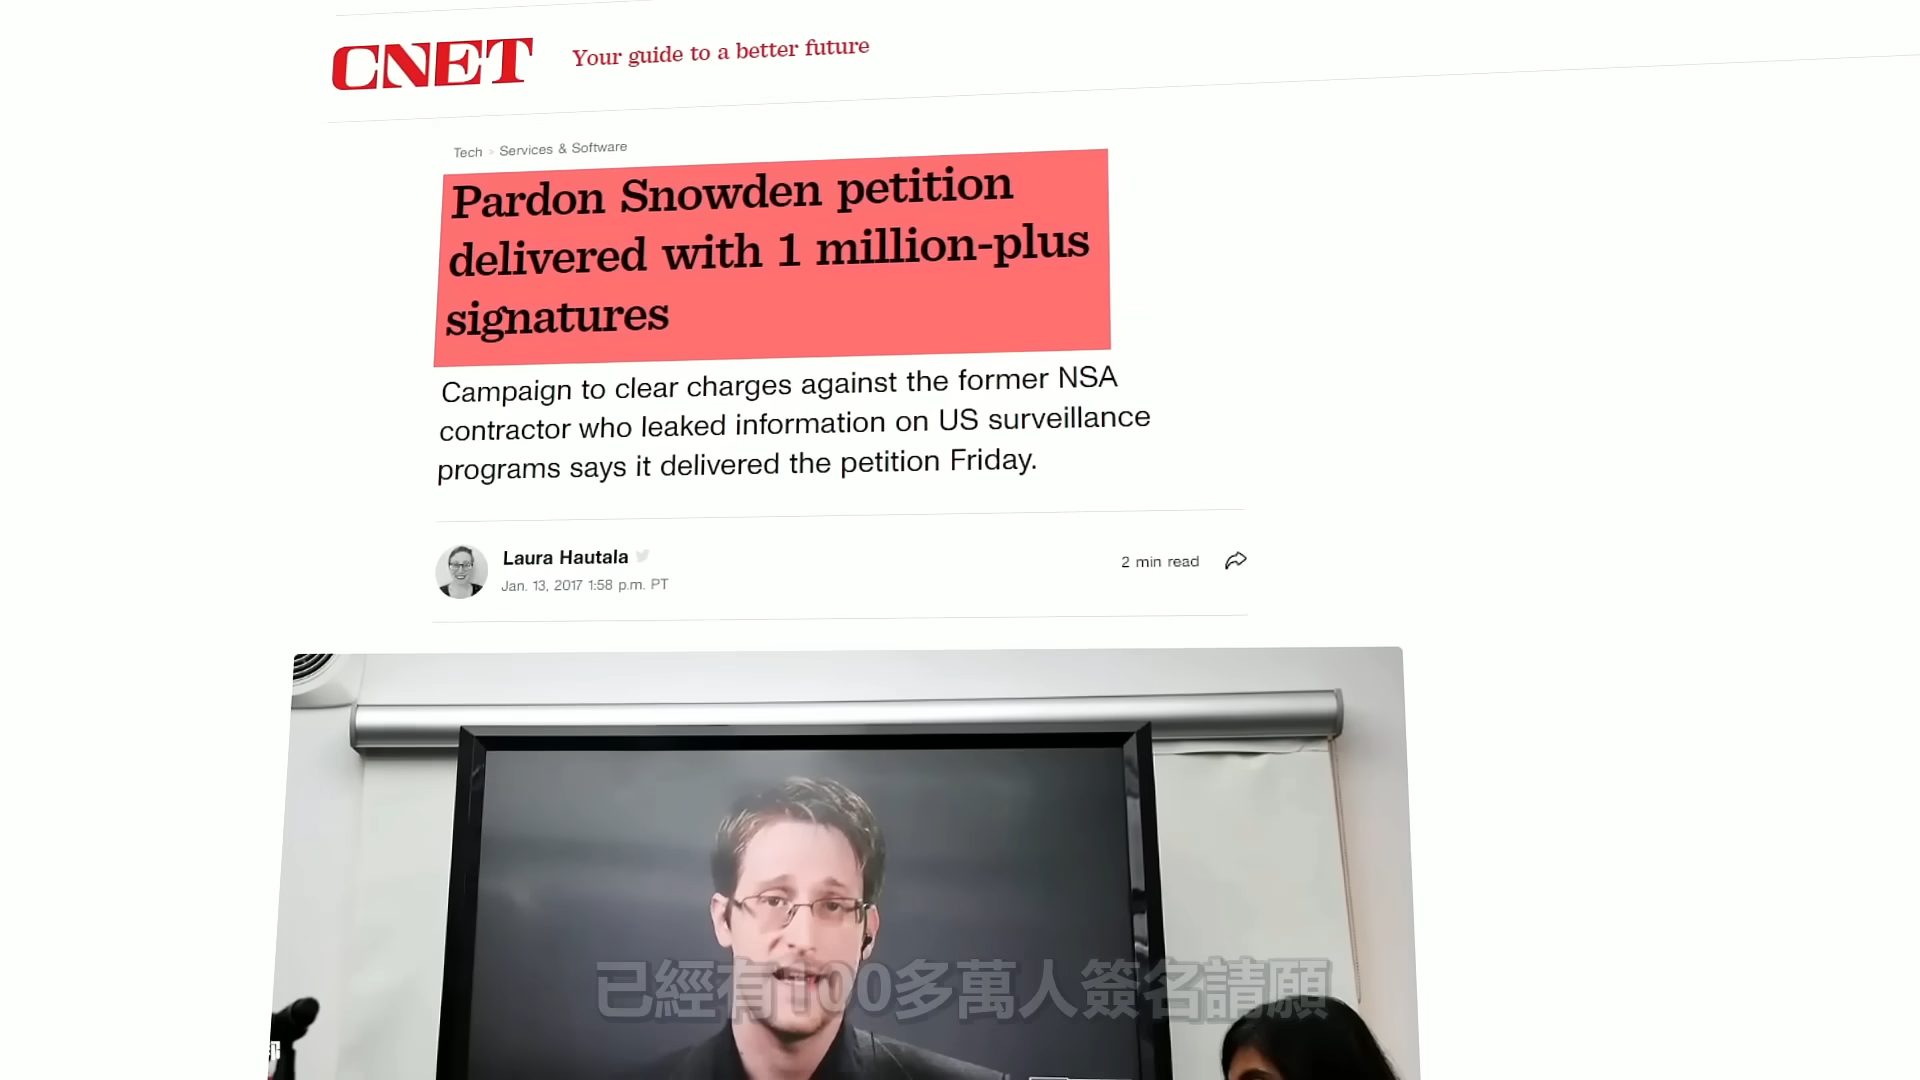 CNET
Your guide to a better future
Tech > Services & Software
Pardon Snowden petition
delivered with 1 million-plus
signatures
Campaign to clear charges against the former NSA
contractor who leaked information on US surveillance
programs says it delivered the petition Friday.
Laura Hautala
Jan. 13, 2017 1:58 p.m. PT
2 min read
已經有100多萬人簽名請願